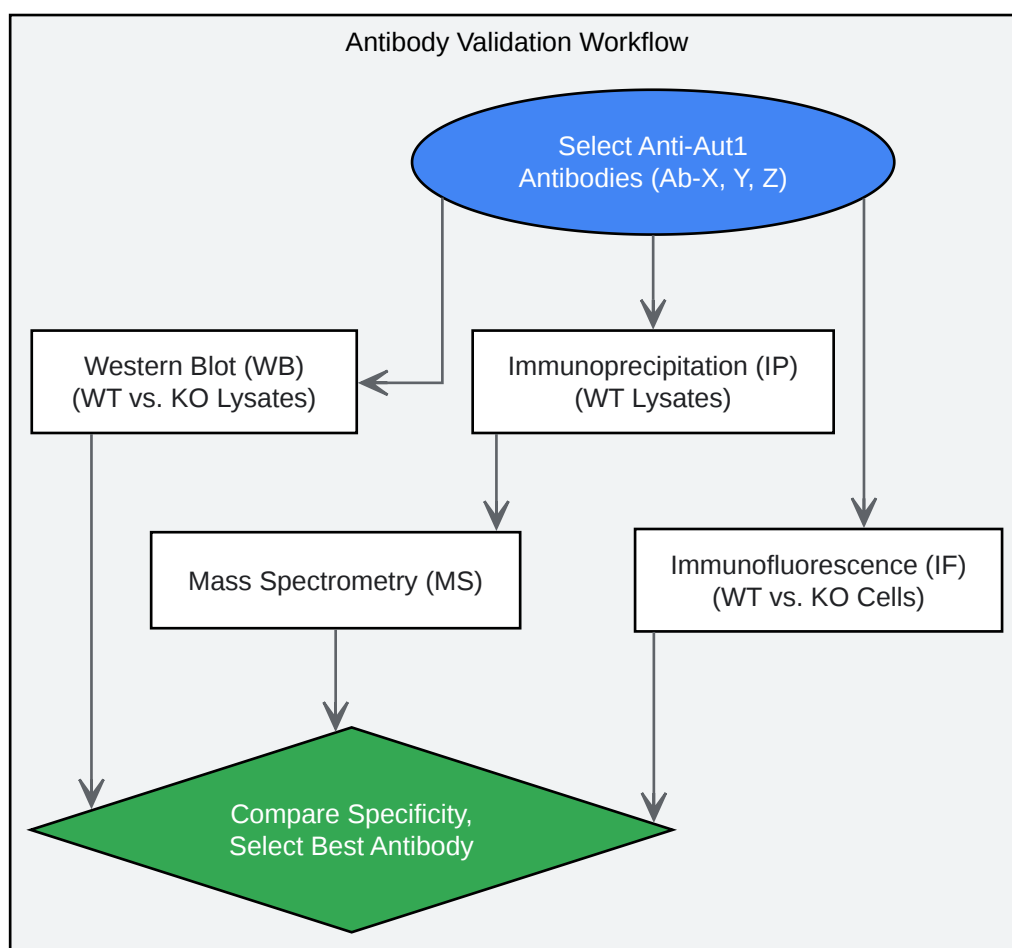 Antibody Validation Workflow
Select Anti-Aut1
Antibodies (Ab-X, Y, Z)
Western Blot (WB)
(WT vs. KO Lysates)
Immunoprecipitation (IP)
(WT Lysates)
Mass Spectrometry (MS)
Immunofluorescence (IF)
(WT vs. KO Cells)
Compare Specificity,
Select Best Antibody